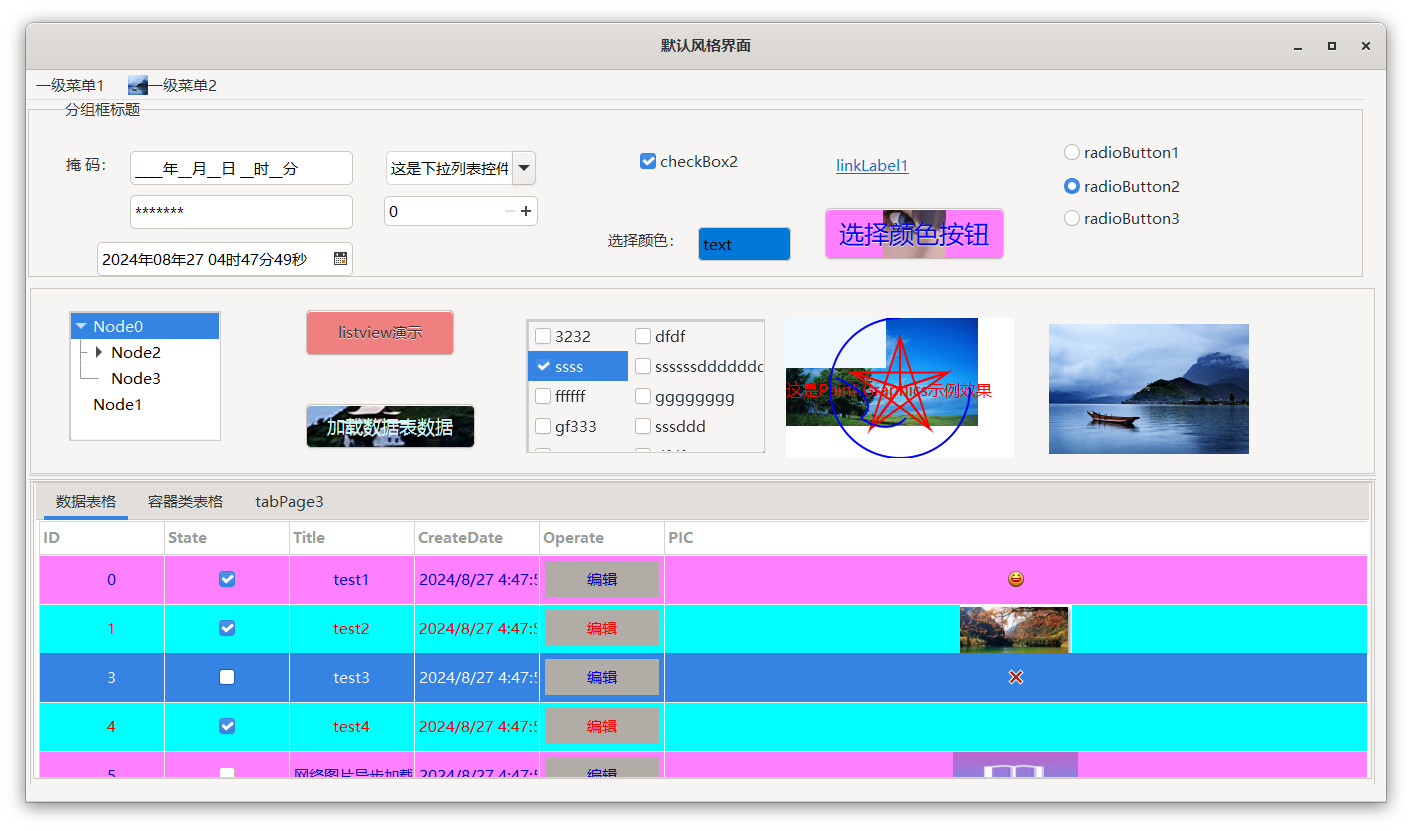 默认风格界面
一级菜单1
一级菜单2
分组框标题
掩 码：
____年__月__日 __时__分
这是下拉列表控件
checkBox2
linkLabel1
radioButton1
radioButton2
radioButton3
*******
0
选择颜色：
text
选择颜色按钮
2024年08年27 04时47分49秒
Node0
Node2
Node3
Node1
listview演示
加载数据表数据
3232
dfdf
ssss
ssssssddddddd
ffffff
gggggggg
gf333
sssddd
这是Paint Graphics示例效果
数据表格 容器类表格 tabPage3
ID State Title CreateDate Operate PIC
0 test1 2024/8/27 4:47:5 编辑
1 test2 2024/8/27 4:47:5 编辑
3 test3 2024/8/27 4:47:5 编辑
4 test4 2024/8/27 4:47:5 编辑
5 网络图片异步加载 2024/8/27 4:47:5 编辑